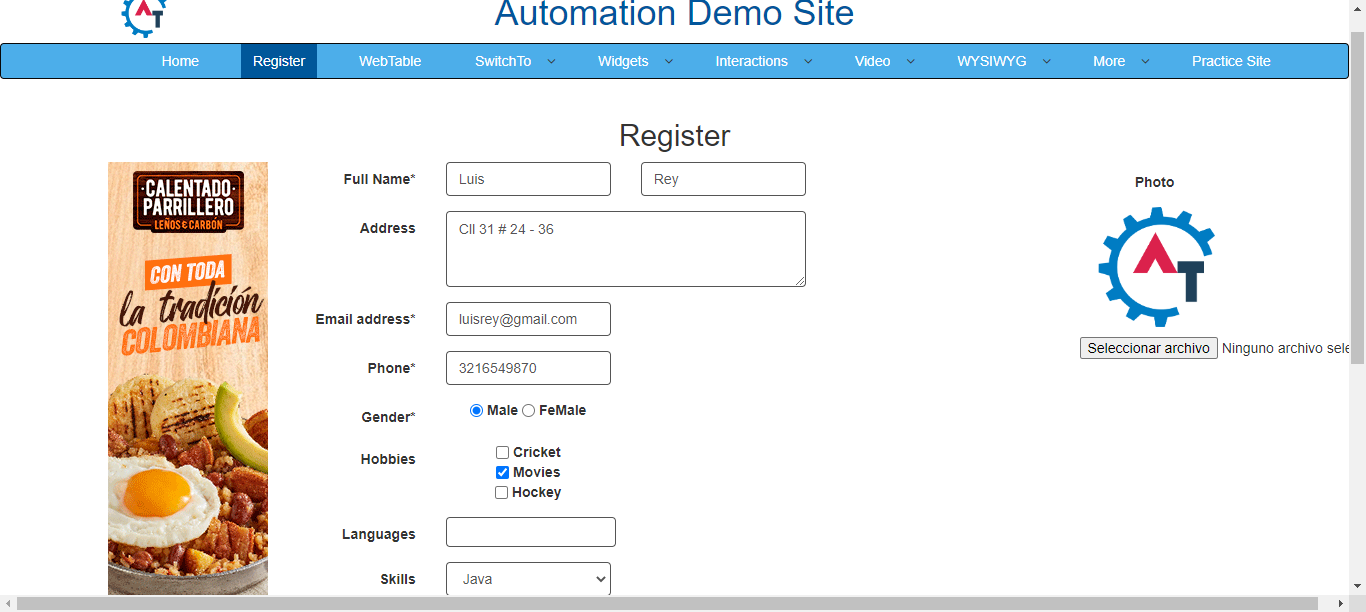 Automation Demo Site
Home Register WebTable SwitchTo Widgets Interactions Video WYSIWYG More Practice Site
Register
CALENTADO
PARRILLERO
LEÑOS & CARBÓN
CON TODA
la tradición
COLOMBIANA
Full Name* Luis Rey
Address Cll 31 # 24 - 36
Email address* luisrey@gmail.com
Phone* 3216549870
Gender* Male FeMale
Hobbies Cricket
Movies
Hockey
Languages
Skills Java
Photo
AT
Seleccionar archivo Ninguno archivo sele